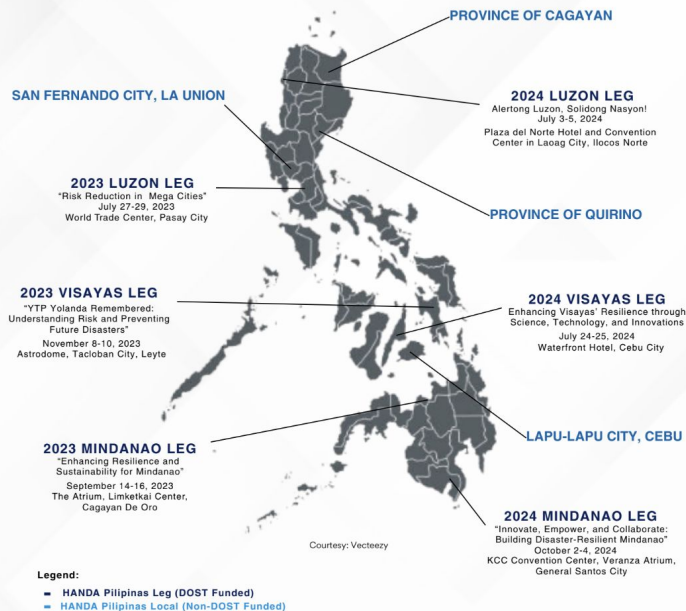 PROVINCE OF CAGAYAN
SAN FERNANDO CITY, LA UNION
2024 LUZON LEG
Alertong Luzon, Solidong Nasyon!
July 3-5, 2024
Plaza del Norte Hotel and Convention
Center in Laoag City, Ilocos Norte
2023 LUZON LEG
“Risk Reduction in Mega Cities”
July 27-29, 2023
World Trade Center, Pasay City
PROVINCE OF QUIRINO
2023 VISAYAS LEG
“YTP Yolanda Remembered:
Understanding Risk and Preventing
Future Disasters”
November 8-10, 2023
Astrodome, Tacloban City, Leyte
2024 VISAYAS LEG
Enhancing Visayas’ Resilience through
Science, Technology, and Innovations
July 24-25, 2024
Waterfront Hotel, Cebu City
LAPU-LAPU CITY, CEBU
2023 MINDANAO LEG
“Enhancing Resilience and
Sustainability for Mindanao”
September 14-16, 2023
The Atrium, Limketkai Center,
Cagayan De Oro
2024 MINDANAO LEG
“Innovate, Empower, and Collaborate:
Building Disaster-Resilient Mindanao”
October 2-4, 2024
KCC Convention Center, Veranza Atrium,
General Santos City
Courtesy: Vecteezy
Legend:
HANDA Pilipinas Leg (DOST Funded)
HANDA Pilipinas Local (Non-DOST Funded)